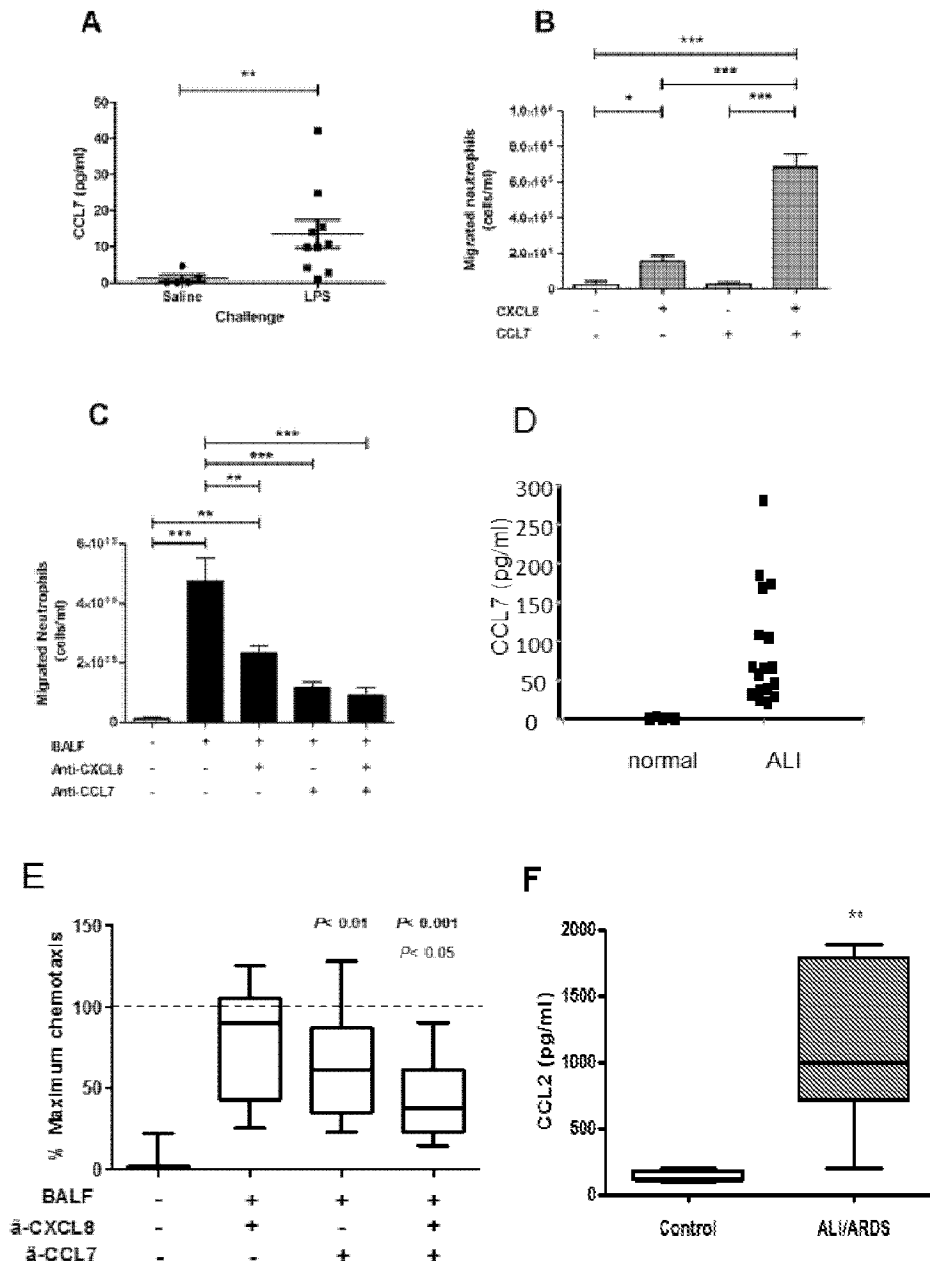 A
**
50
40
30
20
10
0
CCL7 (pg/ml)
Saline
LPS
Challenge
B
***
***
*
***
Migrated neutrophils
(cells/ml)
0
CXCL8
- + - +
CCL7
- - + +
C
***
***
**
**
***
Migrated Neutrophils
(cells/ml)
0
BALF
- + + + +
Anti-CXCL8
- - + - +
Anti-CCL7
- - - + +
D
300
250
200
150
100
50
0
CCL7 (pg/ml)
normal
ALI
E
P< 0.01
P< 0.001
P< 0.05
150
100
50
0
% Maximum chemotaxis
BALF
- + + +
ä-CXCL8
- + - +
ä-CCL7
- - + +
F
**
2000
1500
1000
500
0
CCL2 (pg/ml)
Control
ALI/ARDS